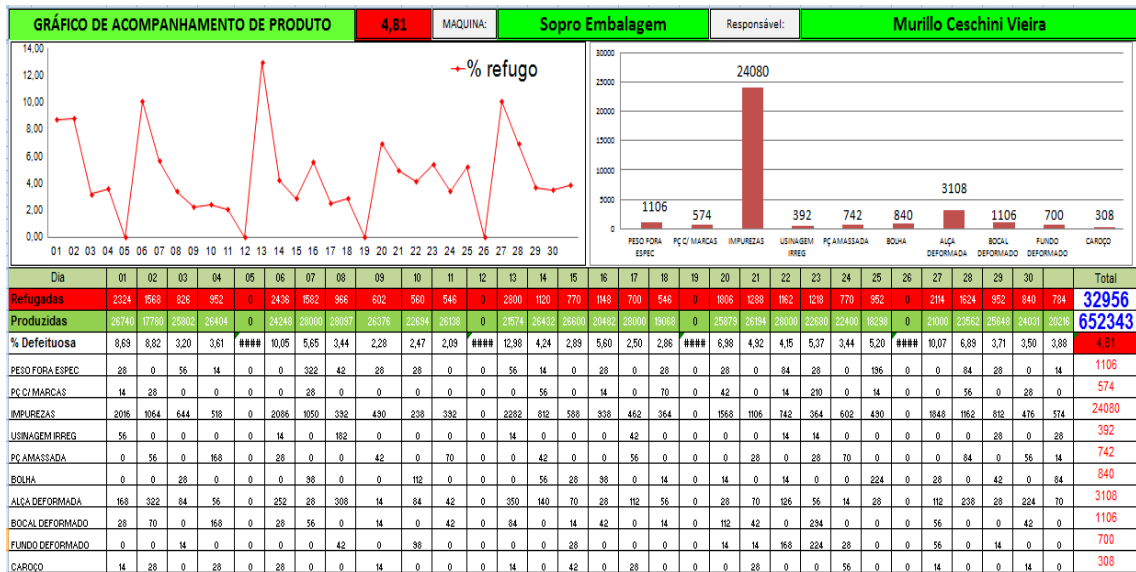 GRÁFICO DE ACOMPANHAMENTO DE PRODUTO 4,81 MAQUINA: Sopro Embalagem Responsável: Murillo Ceschini Vieira
14,00
12,00
10,00
8,00
6,00
4,00
2,00
0,00
% refugo
01 02 03 04 05 06 07 08 09 10 11 12 13 14 15 16 17 18 19 20 21 22 23 24 25 26 27 28 29 30
30000
25000
20000
15000
10000
5000
0
1106 574 24080 392 742 840 3108 1106 700 308
PESO FORA ESPEC PÇ C/ MARCAS IMPUREZAS USINAGEM IRREG PÇ AMASSADA BOLHA ALÇA DEFORMADA BOCAL DEFORMADO FUNDO DEFORMADO CAROÇO
Dia 01 02 03 04 05 06 07 08 09 10 11 12 13 14 15 16 17 18 19 20 21 22 23 24 25 26 27 28 29 30 Total
Refugadas 2324 1568 826 952 0 2436 1582 966 602 560 546 0 2800 1120 770 1148 700 546 0 1806 1288 1162 1218 770 952 0 2114 1624 952 840 784 32956
Produzidas 26740 17780 25802 26404 0 24248 28000 28097 26376 22694 26138 0 21574 26432 26600 20482 28000 19068 0 25879 26194 28000 22680 22400 18298 0 21000 23562 25648 24031 20216 652343
% Defeituosa 8,69 8,82 3,20 3,61 #### 10,05 5,65 3,44 2,28 2,47 2,09 #### 12,98 4,24 2,89 5,60 2,50 2,86 #### 6,98 4,92 4,15 5,37 3,44 5,20 #### 10,07 6,89 3,71 3,50 3,88 4,81
PESO FORA ESPEC 28 0 56 14 0 0 322 42 28 28 0 0 56 14 0 28 0 28 0 28 0 84 28 0 196 0 0 84 28 0 14 1106
PÇ C/ MARCAS 14 28 0 0 0 0 28 0 0 0 0 0 0 56 0 14 0 70 0 42 0 14 210 0 14 0 0 56 0 28 0 574
IMPUREZAS 2016 1064 644 518 0 2086 1050 392 490 238 392 0 2282 812 588 938 462 364 0 1568 1106 742 364 602 490 0 1848 1162 812 476 574 24080
USINAGEM IRREG 56 0 0 0 0 14 0 182 0 0 0 0 14 0 0 0 42 0 0 0 0 14 14 0 0 0 0 0 28 0 28 392
PÇ AMASSADA 0 56 0 168 0 28 0 0 42 0 70 0 0 42 0 0 56 0 0 0 28 0 28 70 0 0 0 84 0 56 14 742
BOLHA 0 0 28 0 0 0 98 0 0 112 0 0 0 56 28 98 0 14 0 14 0 14 0 0 224 0 28 0 42 0 84 840
ALÇA DEFORMADA 168 322 84 56 0 252 28 308 14 84 42 0 350 140 70 28 112 56 0 28 70 126 56 14 28 0 112 238 28 224 70 3108
BOCAL DEFORMADO 28 70 0 168 0 28 56 0 14 0 42 0 84 0 14 42 0 14 0 112 42 0 294 0 0 0 56 0 0 42 0 1106
FUNDO DEFORMADO 0 0 14 0 0 0 0 42 0 98 0 0 0 0 28 0 0 0 0 14 14 168 224 28 0 0 56 0 14 0 0 700
CAROÇO 14 28 0 28 0 28 0 0 14 0 0 0 14 0 42 0 28 0 0 0 28 0 0 56 0 0 14 0 0 14 0 308